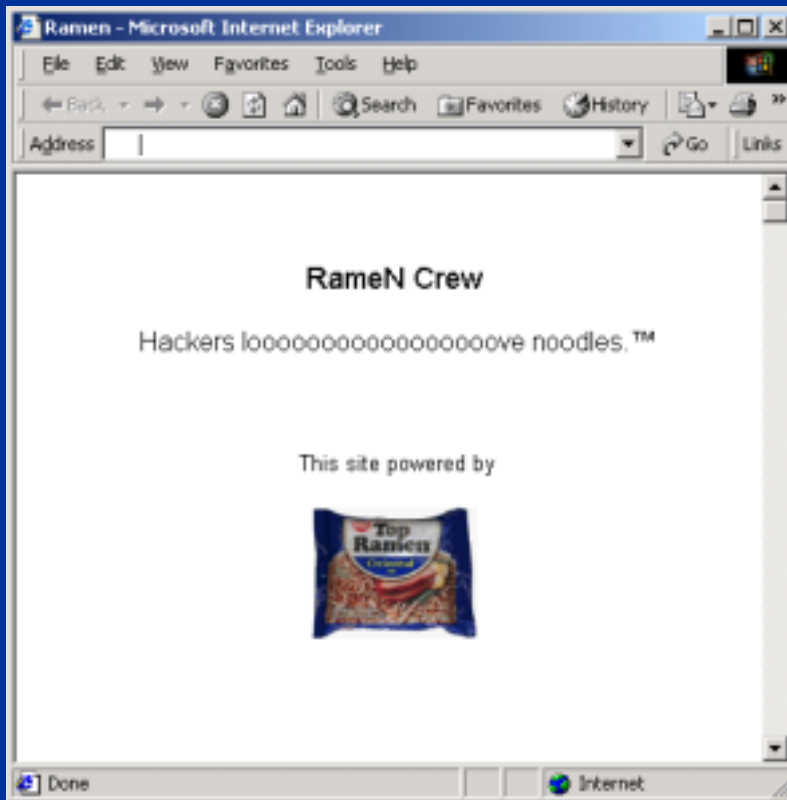 Ramen - Microsoft Internet Explorer
File Edit View Favorites Tools Help
Back Search Favorites History »
Address Go Links
RameN Crew
Hackers looooooooooooooooove noodles.™
This site powered by
Top
Ramen
Oriental
Done Internet